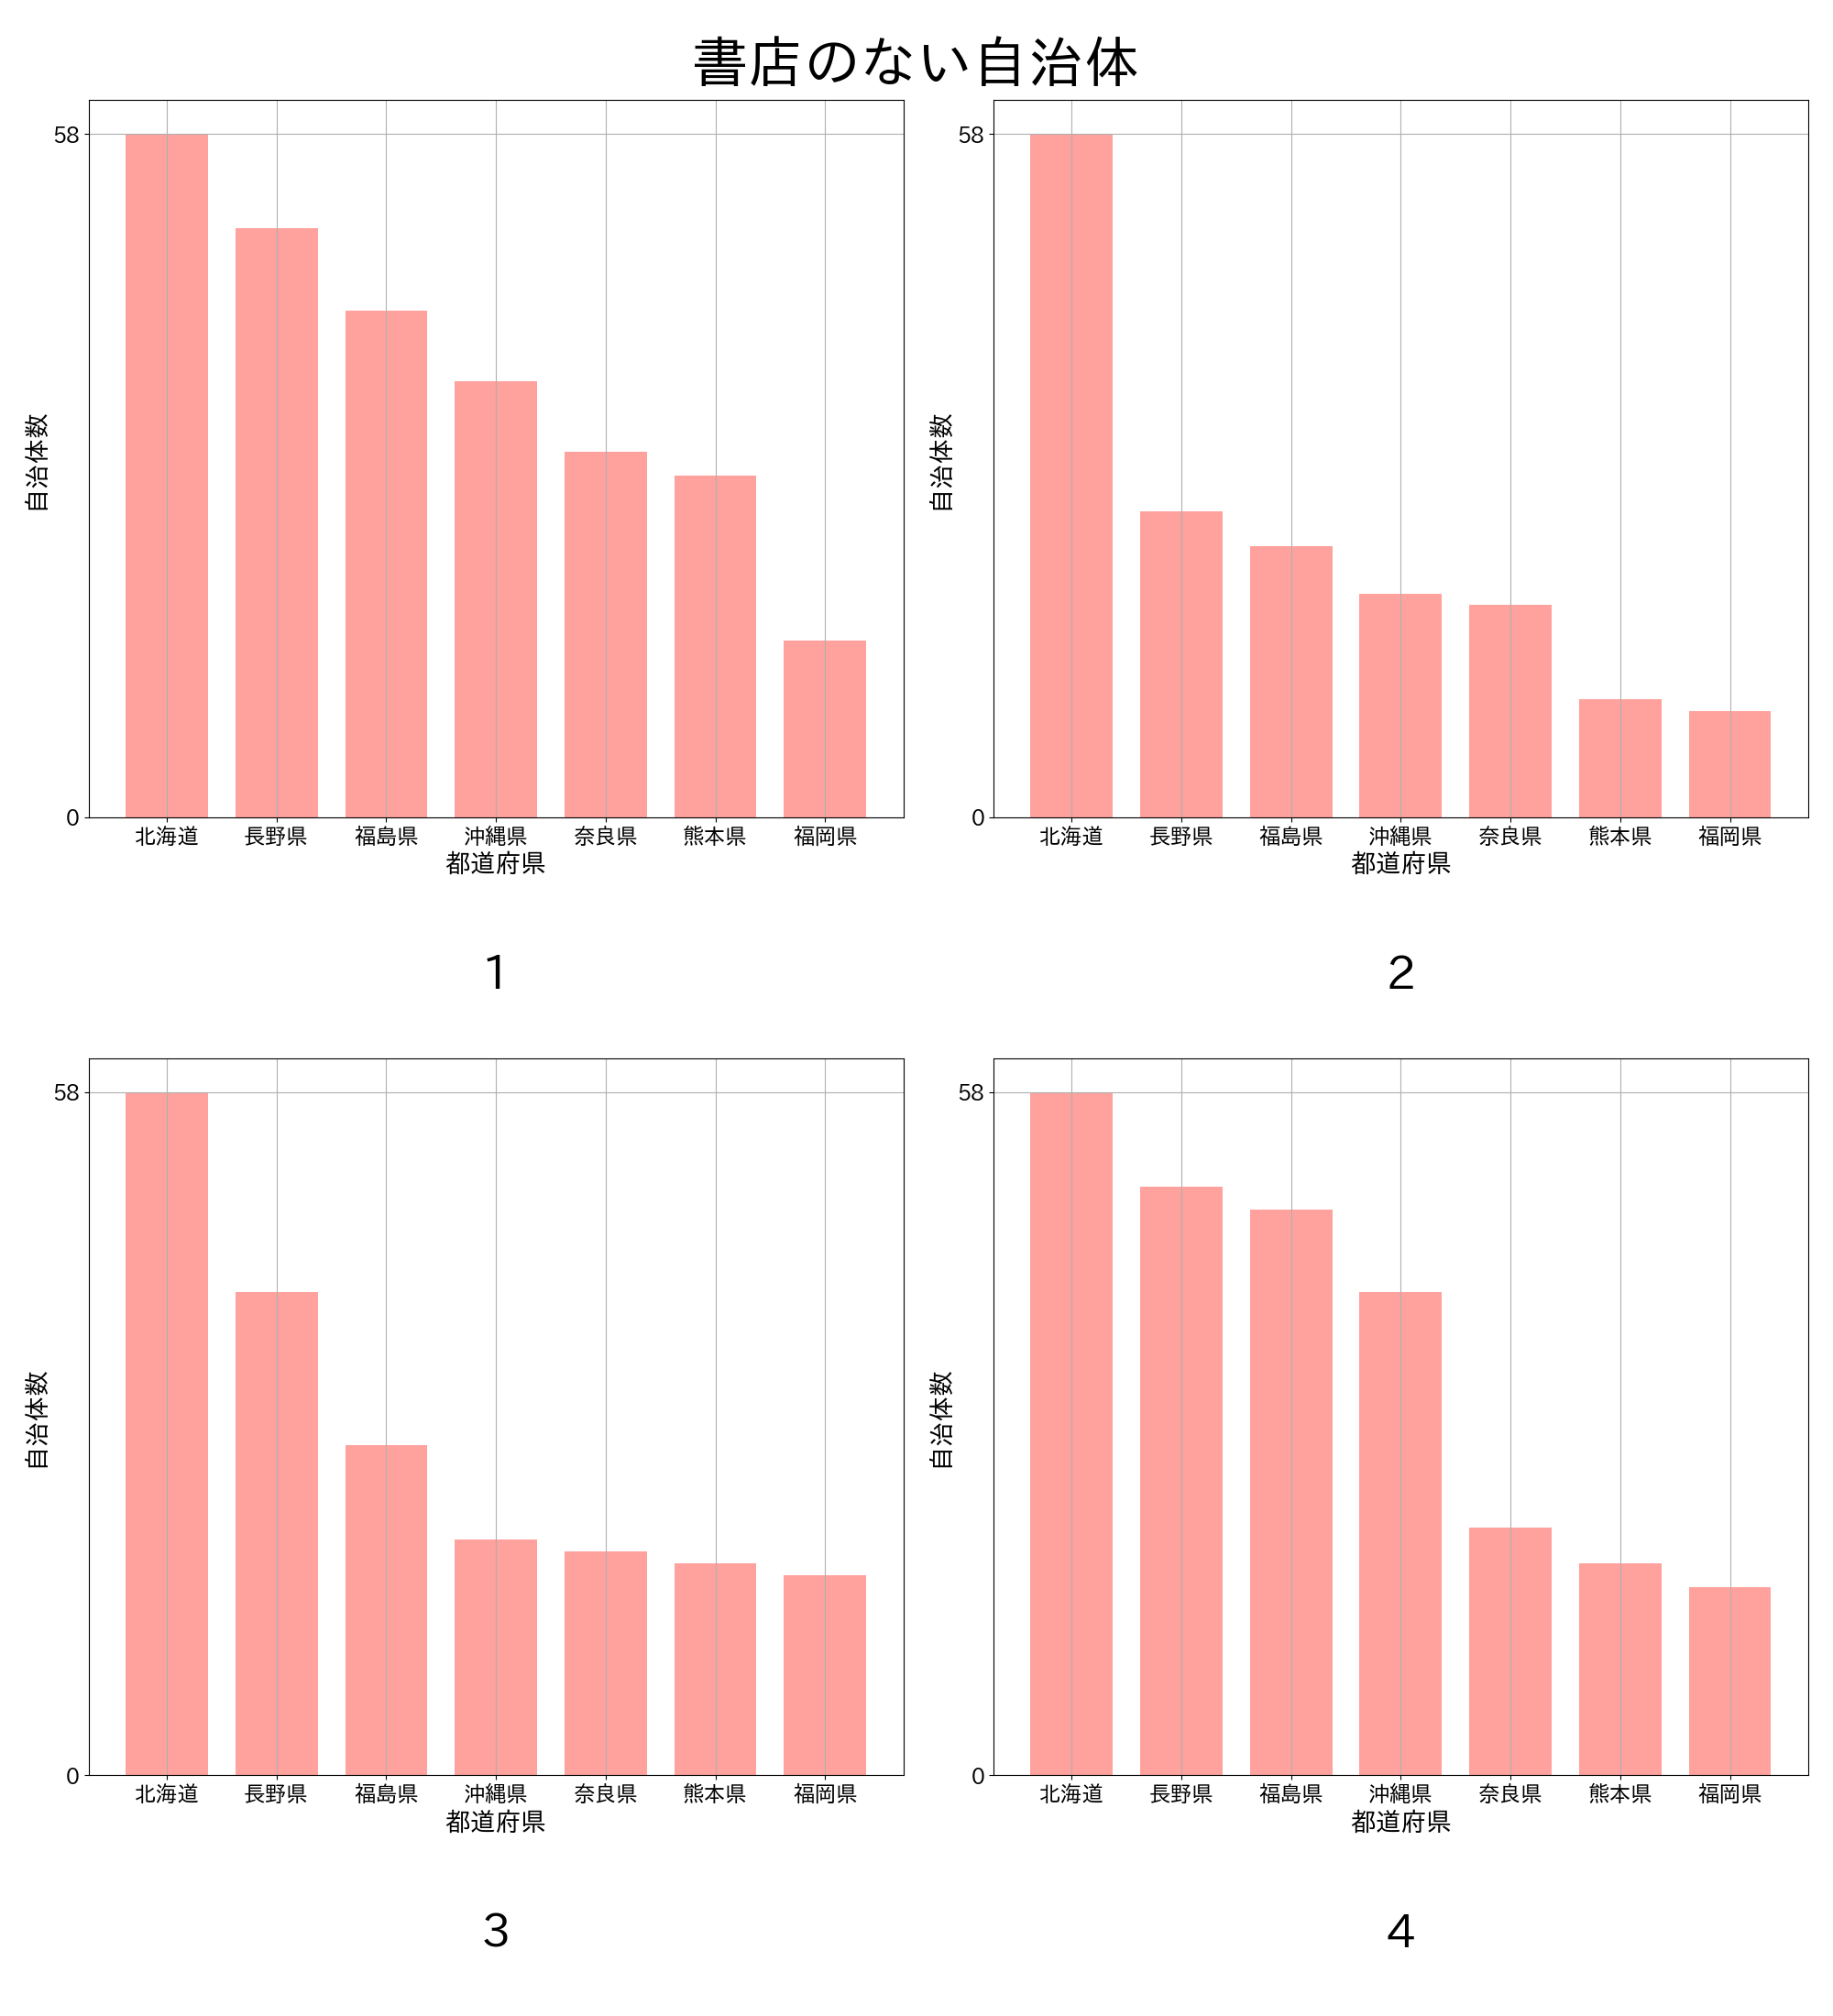 書店のない自治体
58
0
自治体数
北海道 長野県 福島県 沖縄県 奈良県 熊本県 福岡県
都道府県
1
58
0
自治体数
北海道 長野県 福島県 沖縄県 奈良県 熊本県 福岡県
都道府県
2
58
0
自治体数
北海道 長野県 福島県 沖縄県 奈良県 熊本県 福岡県
都道府県
3
58
0
自治体数
北海道 長野県 福島県 沖縄県 奈良県 熊本県 福岡県
都道府県
4